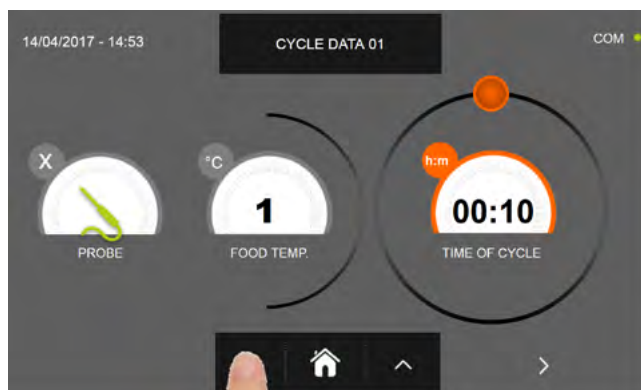 14/04/2017 - 14:53
CYCLE DATA 01
COM
X
°C
h:m
1
00:10
PROBE
FOOD TEMP.
TIME OF CYCLE